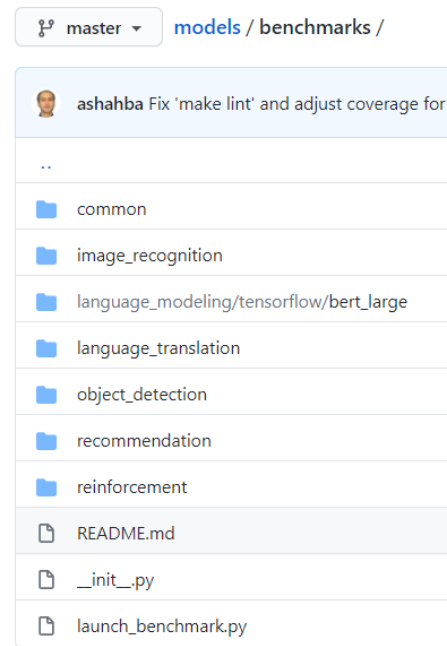 master models / benchmarks /
ashahba Fix 'make lint' and adjust coverage for
..
common
image_recognition
language_modeling/tensorflow/bert_large
language_translation
object_detection
recommendation
reinforcement
README.md
__init__.py
launch_benchmark.py